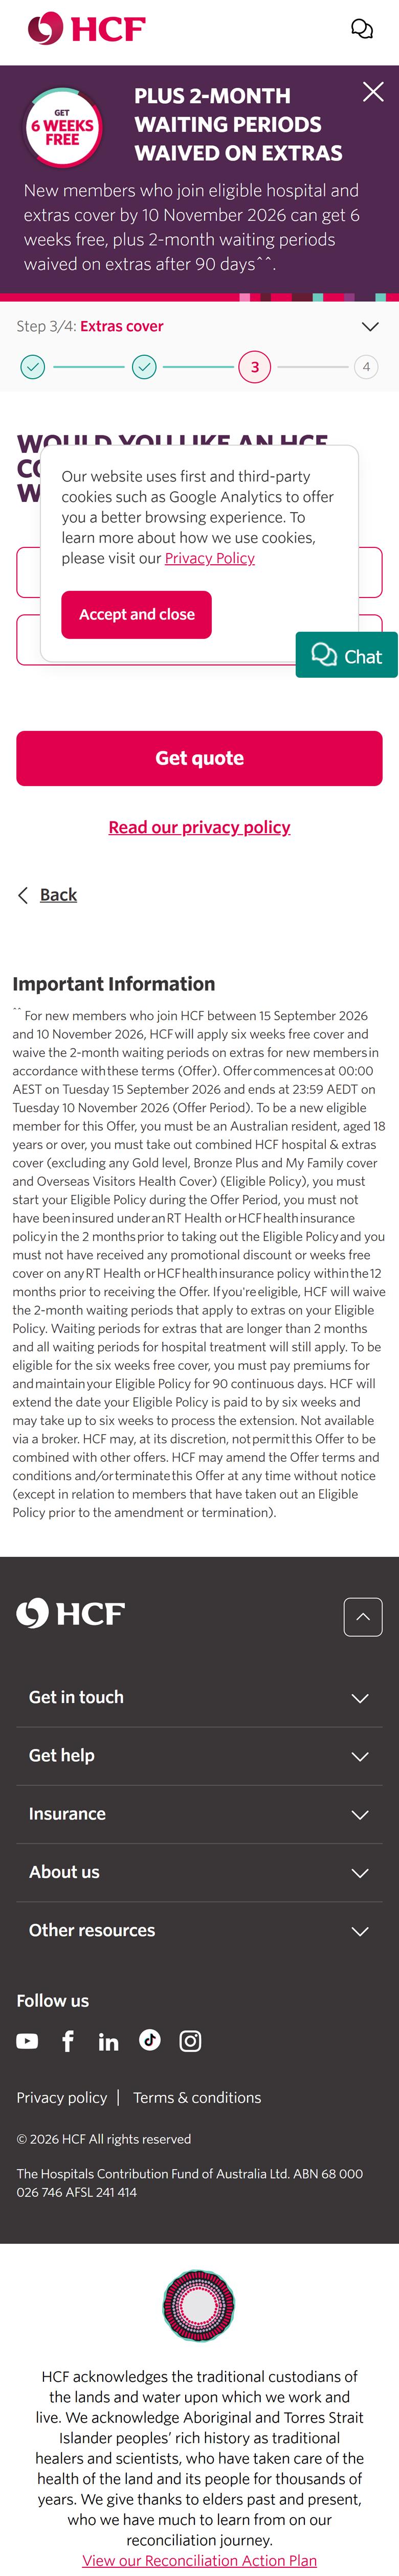 HCF
GET
6 WEEKS
FREE
PLUS 2-MONTH
WAITING PERIODS
WAIVED ON EXTRAS
New members who join eligible hospital and
extras cover by 10 November 2026 can get 6
weeks free, plus 2-month waiting periods
waived on extras after 90 days^^.
Step 3/4: Extras cover
3
4
WOULD YOU LIKE AN HCF
Our website uses first and third-party
cookies such as Google Analytics to offer
you a better browsing experience. To
learn more about how we use cookies,
please visit our Privacy Policy
Accept and close
Chat
Get quote
Read our privacy policy
Back
Important Information
^^ For new members who join HCF between 15 September 2026
and 10 November 2026, HCF will apply six weeks free cover and
waive the 2-month waiting periods on extras for new members in
accordance with these terms (Offer). Offer commences at 00:00
AEST on Tuesday 15 September 2026 and ends at 23:59 AEDT on
Tuesday 10 November 2026 (Offer Period). To be a new eligible
member for this Offer, you must be an Australian resident, aged 18
years or over, you must take out combined HCF hospital & extras
cover (excluding any Gold level, Bronze Plus and My Family cover
and Overseas Visitors Health Cover) (Eligible Policy), you must
start your Eligible Policy during the Offer Period, you must not
have been insured under an RT Health or HCF health insurance
policy in the 2 months prior to taking out the Eligible Policy and you
must not have received any promotional discount or weeks free
cover on any RT Health or HCF health insurance policy within the 12
months prior to receiving the Offer. If you're eligible, HCF will waive
the 2-month waiting periods that apply to extras on your Eligible
Policy. Waiting periods for extras that are longer than 2 months
and all waiting periods for hospital treatment will still apply. To be
eligible for the six weeks free cover, you must pay premiums for
and maintain your Eligible Policy for 90 continuous days. HCF will
extend the date your Eligible Policy is paid to by six weeks and
may take up to six weeks to process the extension. Not available
via a broker. HCF may, at its discretion, not permit this Offer to be
combined with other offers. HCF may amend the Offer terms and
conditions and/or terminate this Offer at any time without notice
(except in relation to members that have taken out an Eligible
Policy prior to the amendment or termination).
HCF
Get in touch
Get help
Insurance
About us
Other resources
Follow us
Privacy policy | Terms & conditions
© 2026 HCF All rights reserved
The Hospitals Contribution Fund of Australia Ltd. ABN 68 000
026 746 AFSL 241 414
HCF acknowledges the traditional custodians of
the lands and water upon which we work and
live. We acknowledge Aboriginal and Torres Strait
Islander peoples' rich history as traditional
healers and scientists, who have taken care of the
health of the land and its people for thousands of
years. We give thanks to elders past and present,
who we have much to learn from on our
reconciliation journey.
View our Reconciliation Action Plan